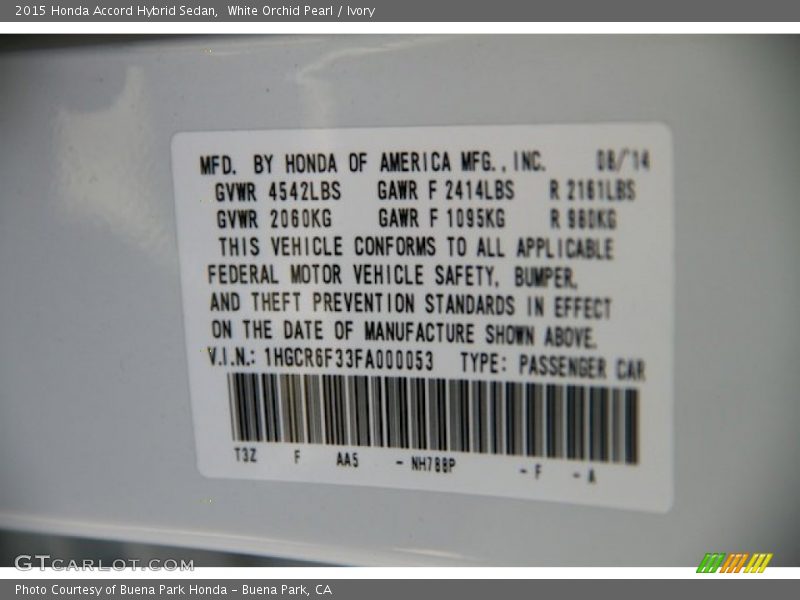 2015 Honda Accord Hybrid Sedan,  White Orchid Pearl / Ivory
MFD. BY HONDA OF AMERICA MFG., INC. 08/'14
GVWR 4542LBS GAWR F 2414LBS R 2161LBS
GVWR 2060KG GAWR F 1095KG R 980KG
THIS VEHICLE CONFORMS TO ALL APPLICABLE
FEDERAL MOTOR VEHICLE SAFETY, BUMPER,
AND THEFT PREVENTION STANDARDS IN EFFECT
ON THE DATE OF MANUFACTURE SHOWN ABOVE.
V.I.N.: 1HGCR6F33FA000053 TYPE: PASSENGER CAR
T3Z F AA5 - NH788P - F - A
GTCARLOT.COM
Photo Courtesy of Buena Park Honda – Buena Park, CA